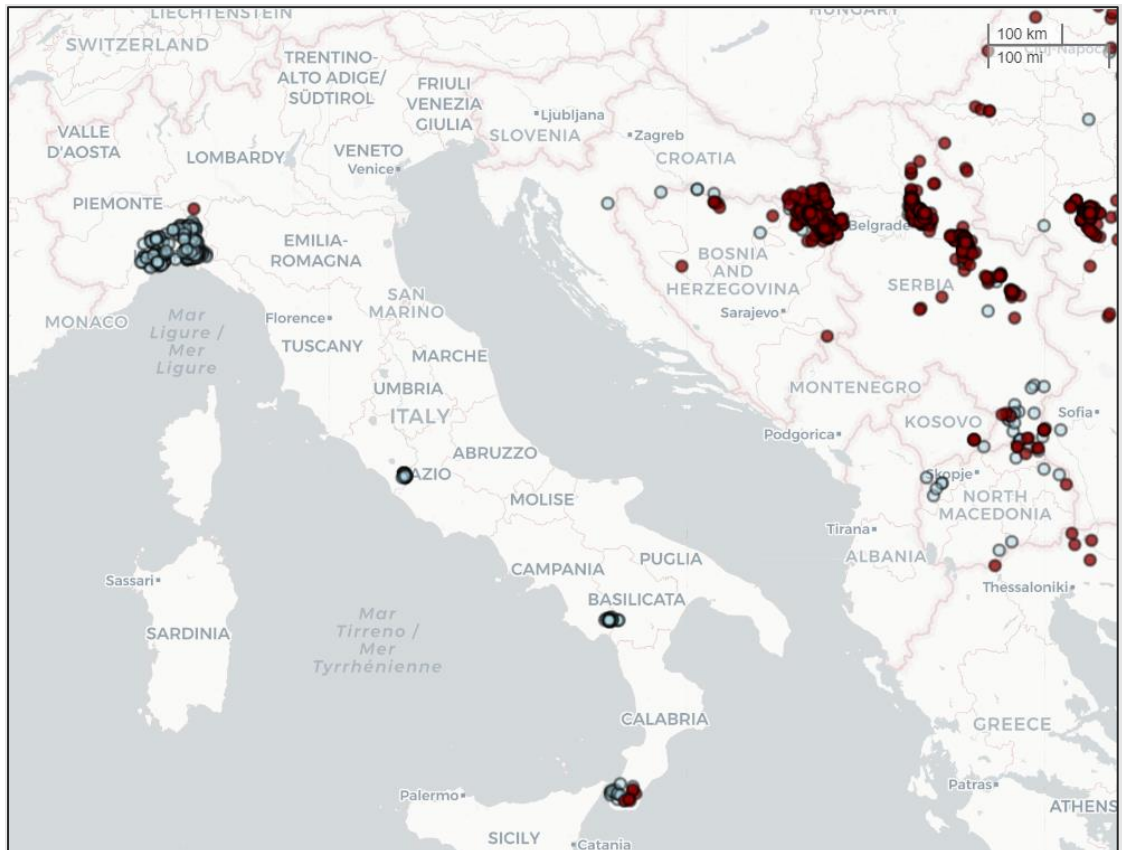 LIECHTENSTEIN
HUNGARY
SWITZERLAND
100 km
100 mi
Cluj-Napoca
TRENTINO-
ALTO ADIGE/
SÜDTIROL
FRIULI
VENEZIA
GIULIA
Ljubljana
SLOVENIA
Zagreb
VALLE
D'AOSTA
LOMBARDY
VENETO
Venice
CROATIA
PIEMONTE
EMILIA-
ROMAGNA
Belgrade
BOSNIA
AND
HERZEGOVINA
SERBIA
SAN
MARINO
Sarajevo
MONACO
Mar
Ligure /
Mer
Ligure
Florence
TUSCANY
MARCHE
UMBRIA
ITALY
MONTENEGRO
KOSOVO
Sofia
Podgorica
ABRUZZO
LAZIO
Skopje
MOLISE
NORTH
MACEDONIA
Tirana
ALBANIA
PUGLIA
CAMPANIA
BASILICATA
Thessaloniki
Sassari
SARDINIA
Mar
Tirreno /
Mer
Tyrrhénienne
CALABRIA
GREECE
Palermo
Patras
ATHENS
SICILY
Catania